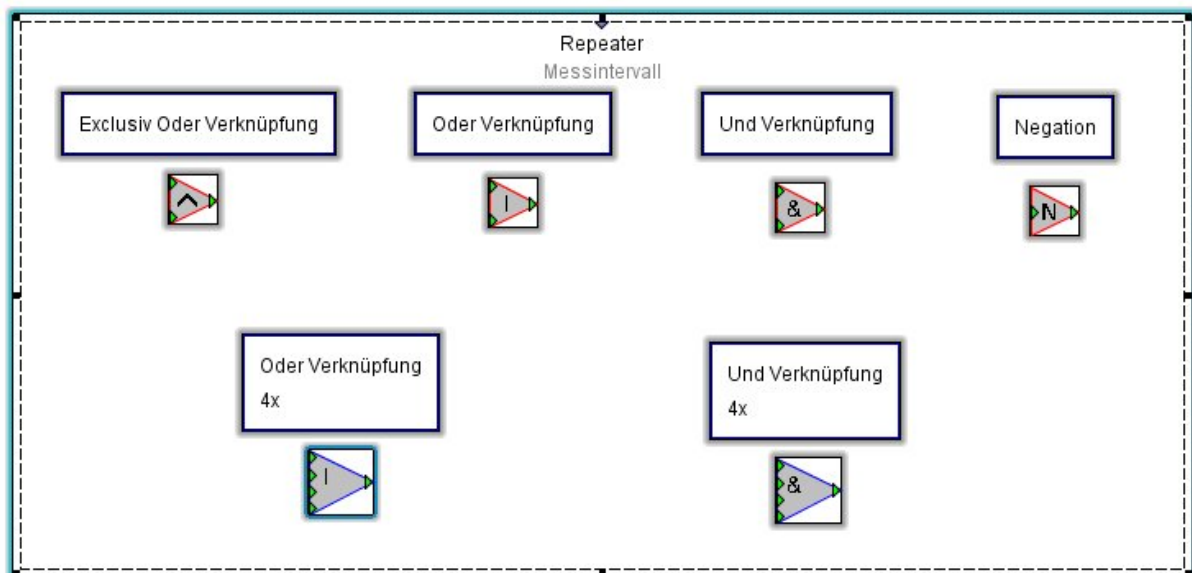 Repeater
Messintervall
Exclusiv Oder Verknüpfung
Oder Verknüpfung
Und Verknüpfung
Negation
^
|
&
N
Oder Verknüpfung
4x
Und Verknüpfung
4x
|
&